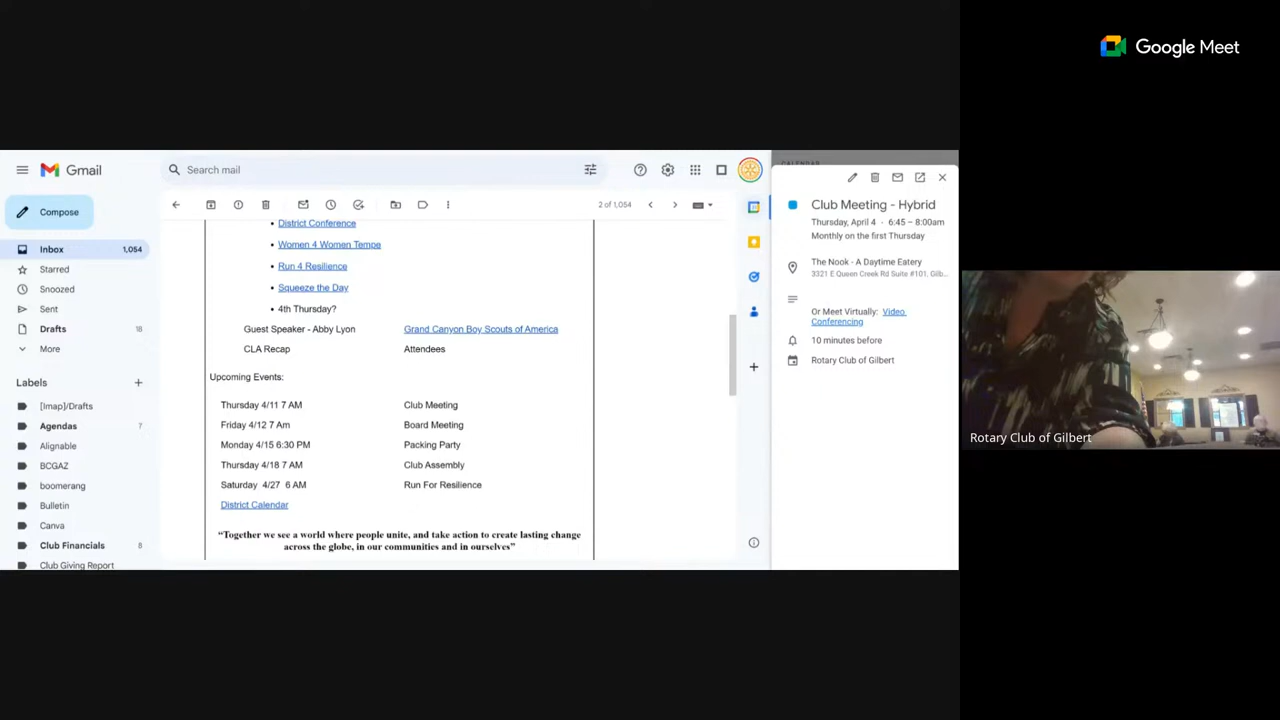 Google Meet
Gmail
Search mail
CALENDAR
Compose
2 of 1,054
Inbox 1,054
Starred
Snoozed
Sent
Drafts 18
More
Labels
[Imap]/Drafts
Agendas 7
Alignable
BCGAZ
boomerang
Bulletin
Canva
Club Financials 8
Club Giving Report
• District Conference
• Women 4 Women Tempe
• Run 4 Resilience
• Squeeze the Day
• 4th Thursday?
Guest Speaker - Abby Lyon Grand Canyon Boy Scouts of America
CLA Recap Attendees
Upcoming Events:
Thursday 4/11 7 AM Club Meeting
Friday 4/12 7 Am Board Meeting
Monday 4/15 6:30 PM Packing Party
Thursday 4/18 7 AM Club Assembly
Saturday 4/27 6 AM Run For Resilience
District Calendar
“Together we see a world where people unite, and take action to create lasting change
across the globe, in our communities and in ourselves”
Club Meeting - Hybrid
Thursday, April 4 · 6:45 – 8:00am
Monthly on the first Thursday
The Nook - A Daytime Eatery
3321 E Queen Creek Rd Suite #101, Gilb...
Or Meet Virtually: Video
Conferencing
10 minutes before
Rotary Club of Gilbert
Rotary Club of Gilbert